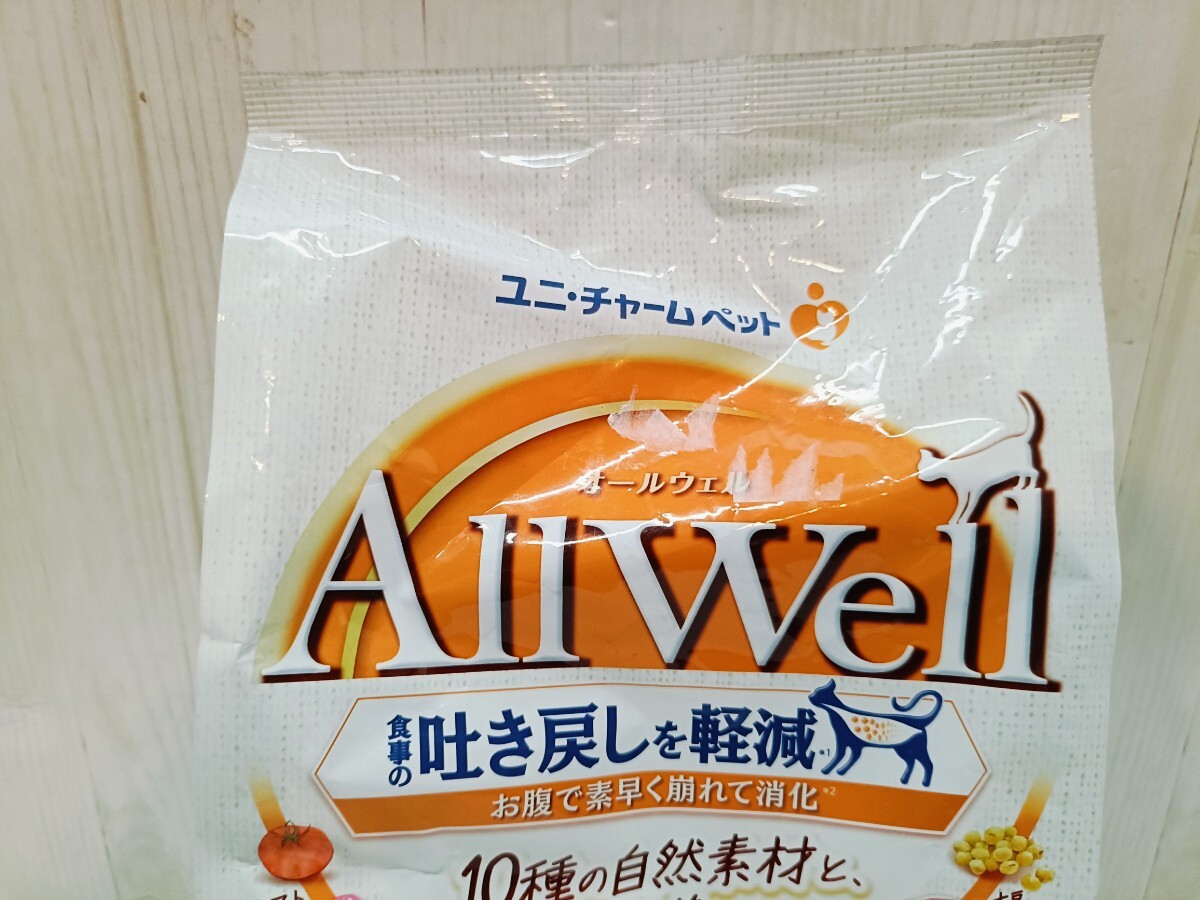 ユニ・チャーム ペット
オールウェル
AllWell
食事の吐き戻しを軽減※1
お腹で素早く崩れて消化※2
10種の自然素材と、